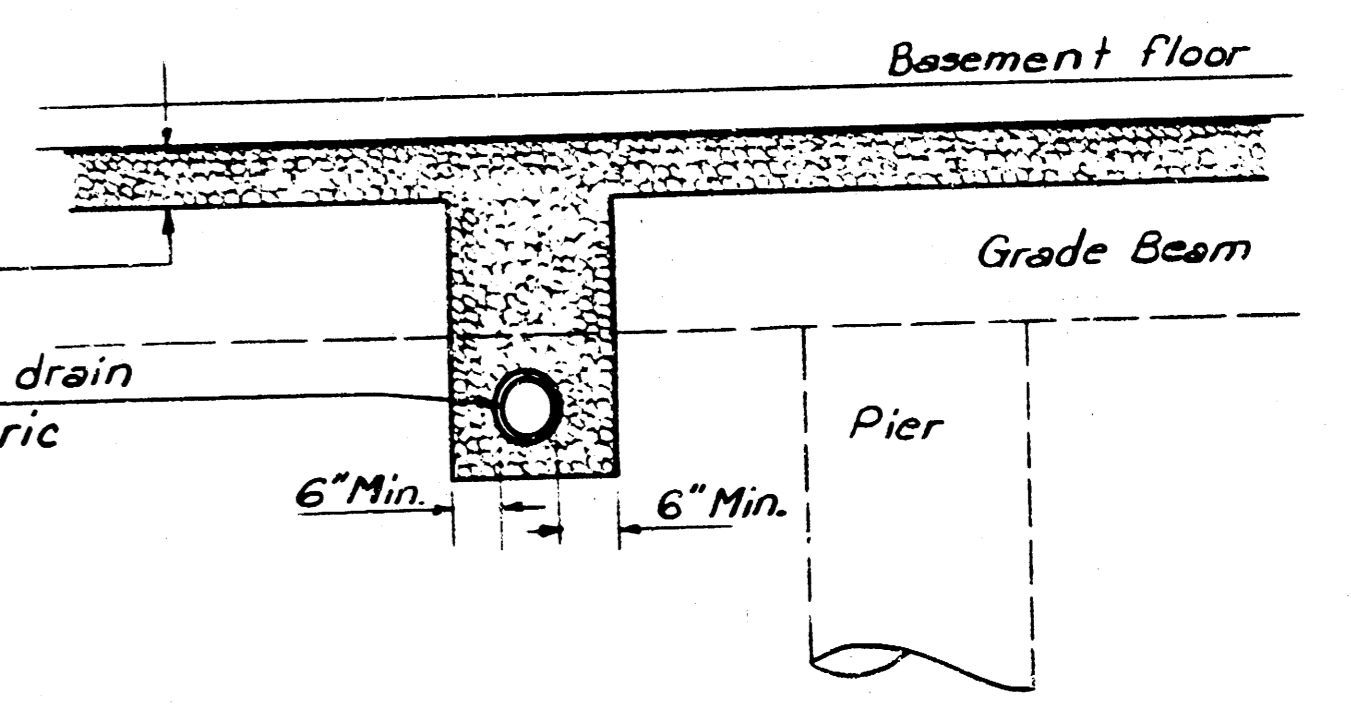 Basement floor
Grade Beam
drain
ric
Pier
6" Min.
6" Min.